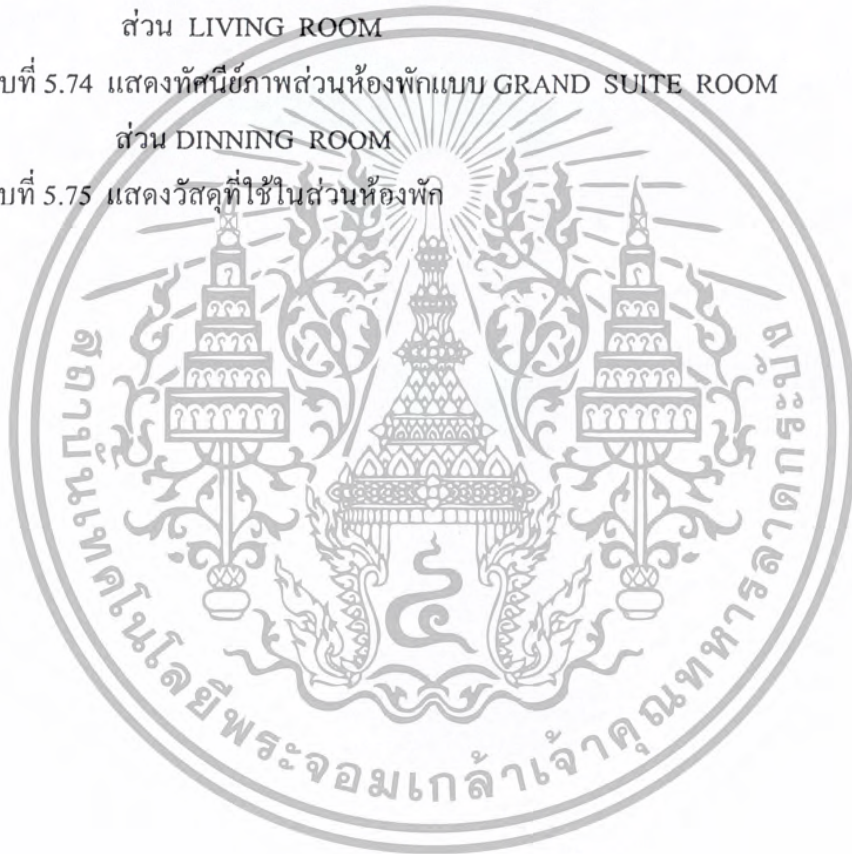 ส่วน LIVING ROOM
บที่ 5.74 แสดงทัศนีย์ภาพส่วนห้องพักแบบ GRAND SUITE ROOM
ส่วน DINNING ROOM
บที่ 5.75 แสดงวัสดุที่ใช้ในส่วนห้องพัก
สถาบันเทคโนโลยีพระจอมเกล้าเจ้าคุณทหารลาดกระบัง
๔